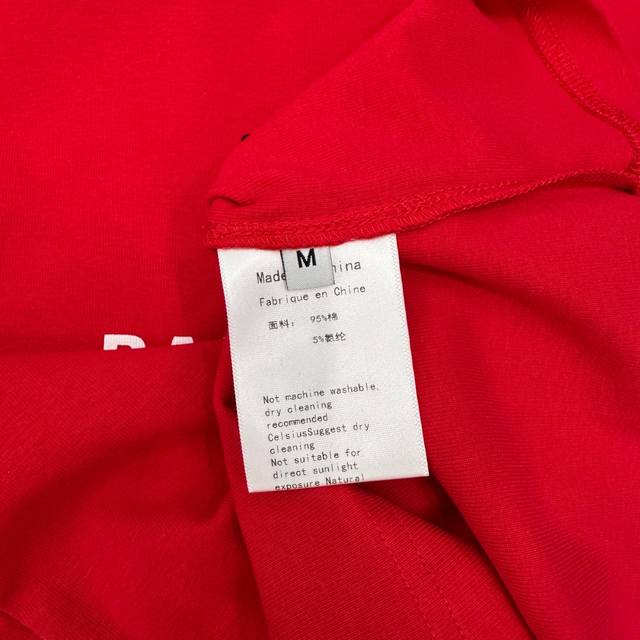 M
Made
China
Fabrique en Chine
面料: 95%棉
5%氨纶
Not machine washable,
dry cleaning
recommended
CelsiusSuggest dry
cleaning
Not suitable for
direct sunlight
exposure Natural